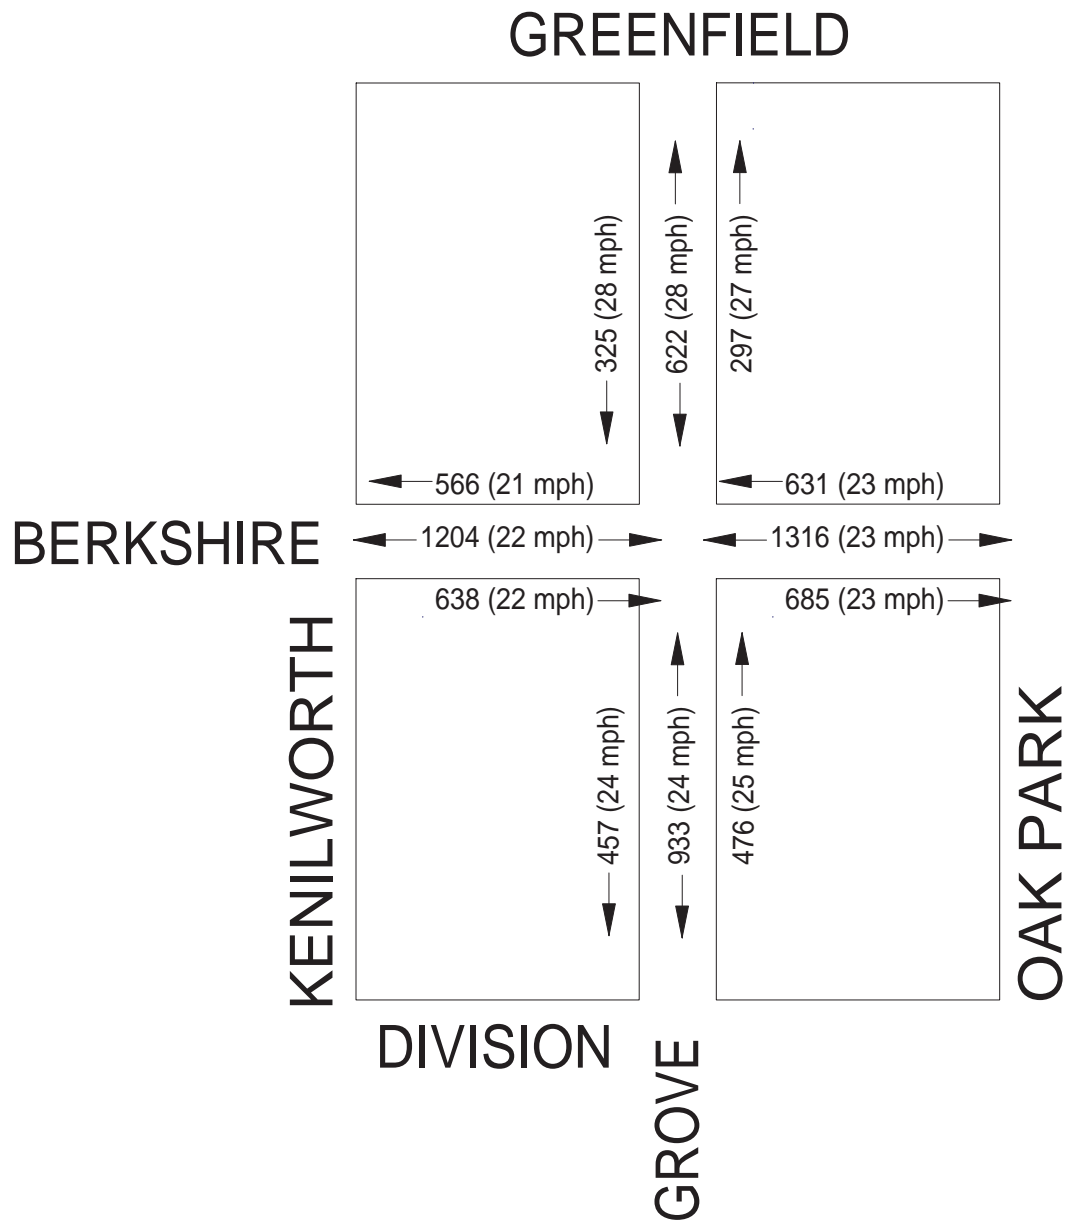 GREENFIELD
325 (28 mph)
622 (28 mph)
297 (27 mph)
566 (21 mph)
631 (23 mph)
BERKSHIRE
1204 (22 mph)
1316 (23 mph)
638 (22 mph)
685 (23 mph)
KENILWORTH
457 (24 mph)
933 (24 mph)
476 (25 mph)
OAK PARK
DIVISION
GROVE